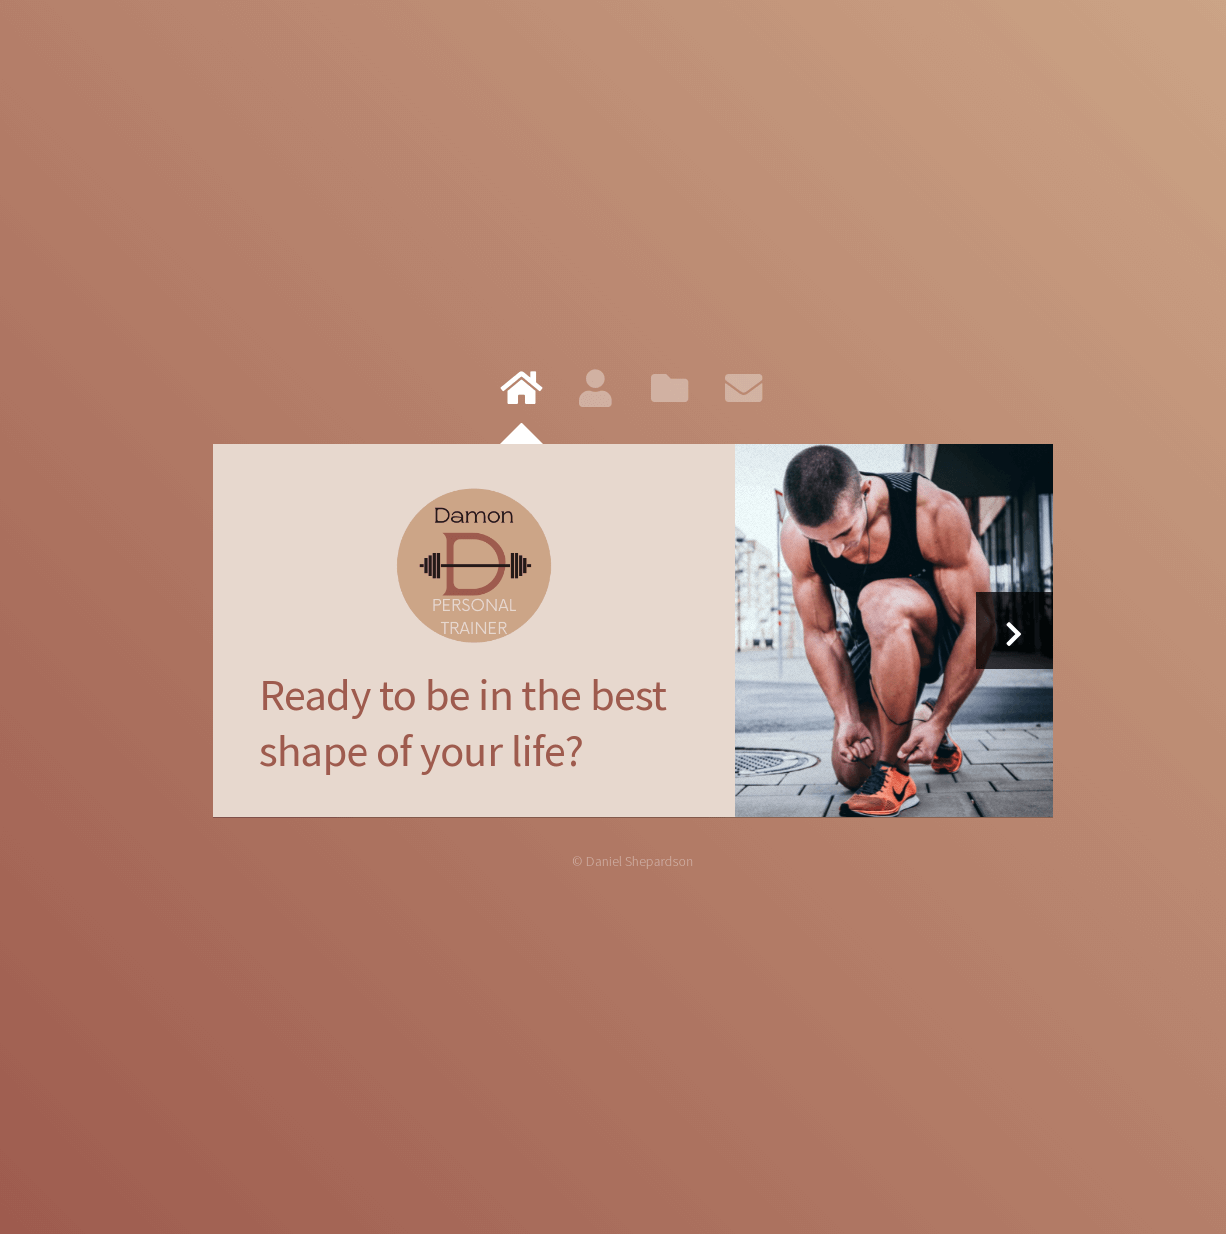 Damon
D
PERSONAL
TRAINER
Ready to be in the best
shape of your life?
© Daniel Shepardson